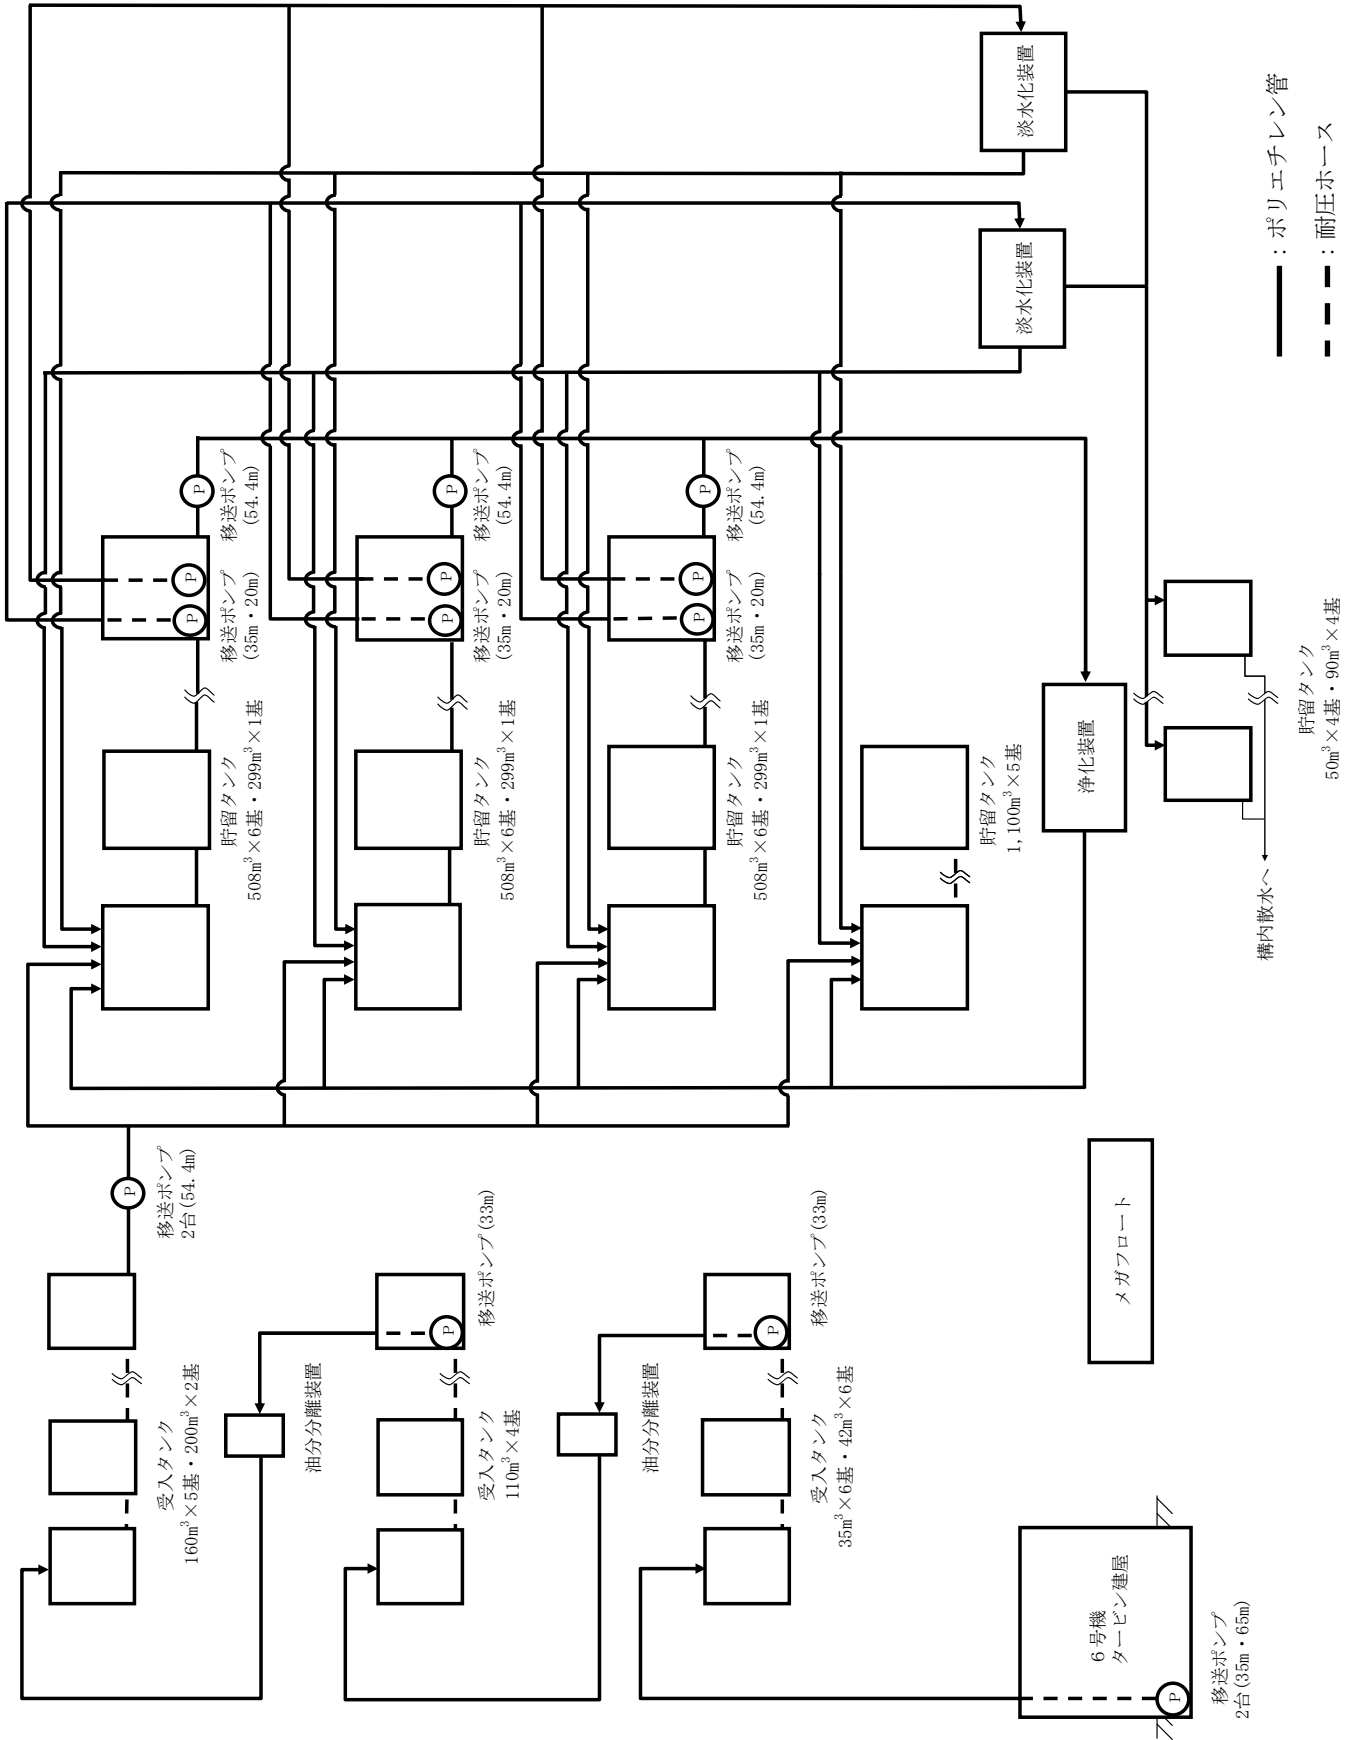 受入タンク
160m³×5基・200m³×2基
P
移送ポンプ
2台(54.4m)
貯留タンク
508m³×6基・299m³×1基
P
P
移送ポンプ
(35m・20m)
P
移送ポンプ
(54.4m)
油分分離装置
受入タンク
110m³×4基
P
移送ポンプ(33m)
貯留タンク
508m³×6基・299m³×1基
P
P
移送ポンプ
(35m・20m)
P
移送ポンプ
(54.4m)
油分分離装置
受入タンク
35m³×6基・42m³×6基
P
移送ポンプ(33m)
貯留タンク
508m³×6基・299m³×1基
P
P
移送ポンプ
(35m・20m)
P
移送ポンプ
(54.4m)
貯留タンク
1,100m³×5基
淡水化装置
淡水化装置
6号機
タービン建屋
P
移送ポンプ
2台(35m・65m)
メガフロート
浄化装置
構内散水へ
貯留タンク
50m³×4基・90m³×4基
：ポリエチレン管
：耐圧ホース